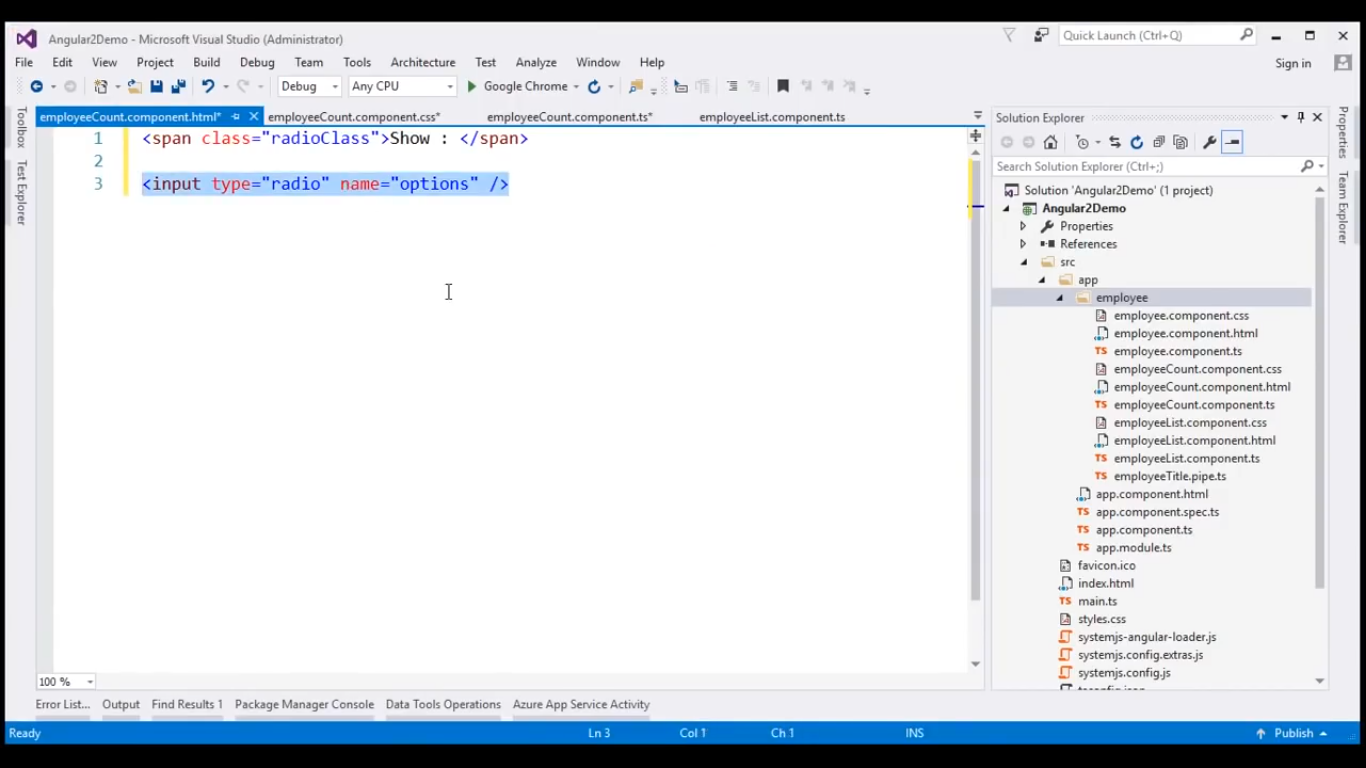 Angular2Demo - Microsoft Visual Studio (Administrator)
Quick Launch (Ctrl+Q)
File Edit View Project Build Debug Team Tools Architecture Test Analyze Window Help
Sign in
Debug Any CPU Google Chrome
employeeCount.component.html* employeeCount.component.css* employeeCount.component.ts* employeeList.component.ts
Toolbox
Test Explorer
1 <span class="radioClass">Show : </span>
2
3 <input type="radio" name="options" />
100 %
Solution Explorer
Search Solution Explorer (Ctrl+;)
Solution 'Angular2Demo' (1 project)
Angular2Demo
Properties
References
src
app
employee
employee.component.css
employee.component.html
TS employee.component.ts
employeeCount.component.css
employeeCount.component.html
TS employeeCount.component.ts
employeeList.component.css
employeeList.component.html
TS employeeList.component.ts
TS employeeTitle.pipe.ts
app.component.html
TS app.component.spec.ts
TS app.component.ts
TS app.module.ts
favicon.ico
index.html
TS main.ts
styles.css
systemjs-angular-loader.js
systemjs.config.extras.js
systemjs.config.js
Properties
Team Explorer
Error List... Output Find Results 1 Package Manager Console Data Tools Operations Azure App Service Activity
Ready Ln 3 Col 1 Ch 1 INS Publish